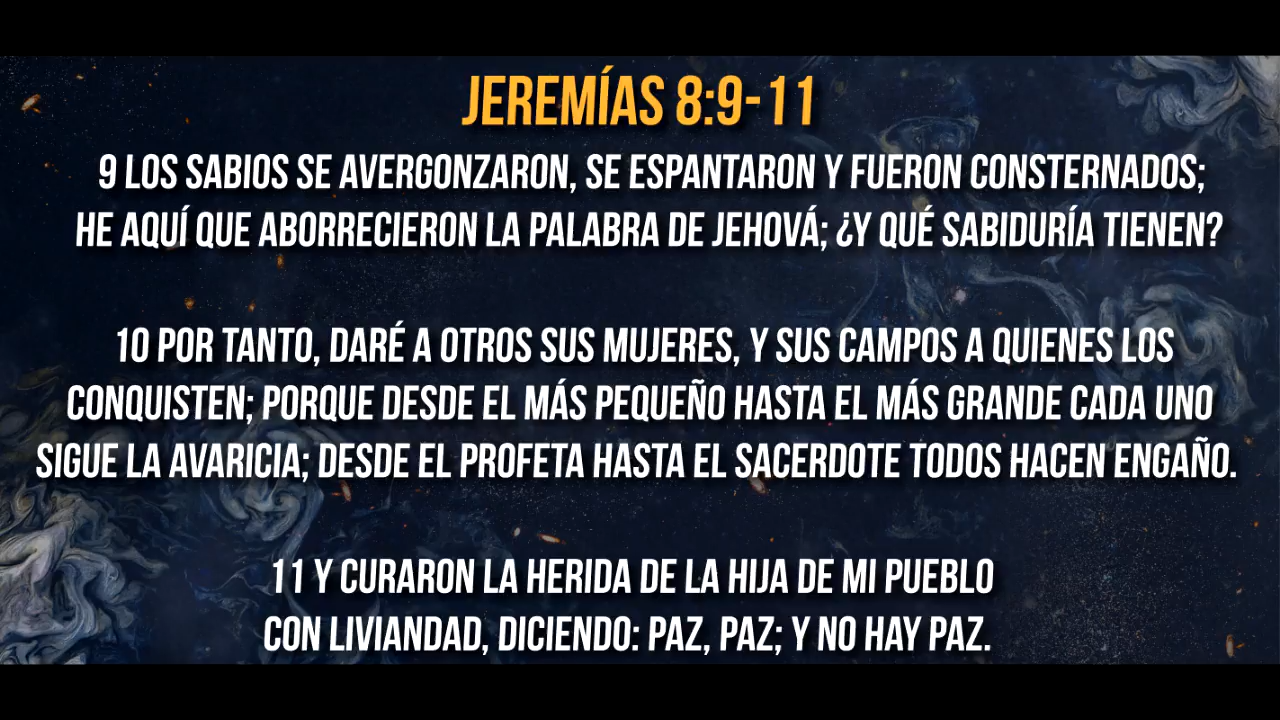 JEREMÍAS 8:9-11
9 LOS SABIOS SE AVERGONZARON, SE ESPANTARON Y FUERON CONSTERNADOS;
HE AQUÍ QUE ABORRECIERON LA PALABRA DE JEHOVÁ; ¿Y QUÉ SABIDURÍA TIENEN?
10 POR TANTO, DARÉ A OTROS SUS MUJERES, Y SUS CAMPOS A QUIENES LOS
CONQUISTEN; PORQUE DESDE EL MÁS PEQUEÑO HASTA EL MÁS GRANDE CADA UNO
SIGUE LA AVARICIA; DESDE EL PROFETA HASTA EL SACERDOTE TODOS HACEN ENGAÑO.
11 Y CURARON LA HERIDA DE LA HIJA DE MI PUEBLO
CON LIVIANDAD, DICIENDO: PAZ, PAZ; Y NO HAY PAZ.